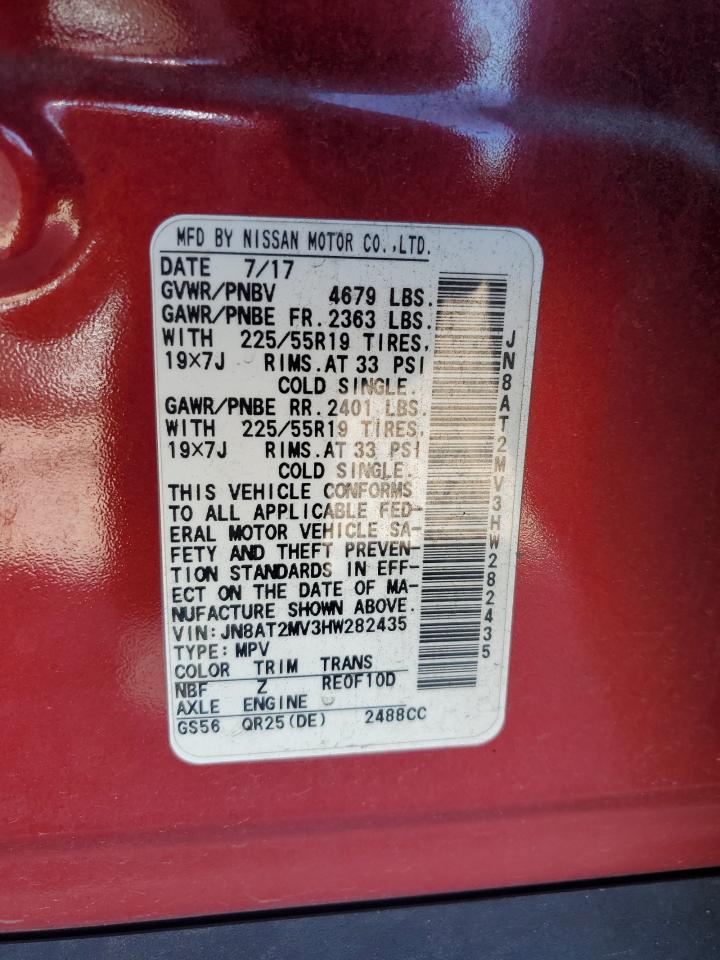 MFD BY NISSAN MOTOR CO.,LTD.
DATE 7/17
GVWR/PNBV 4679 LBS.
GAWR/PNBE FR. 2363 LBS.
WITH 225/55R19 TIRES,
19×7J RIMS. AT 33 PSI
COLD SINGLE.
GAWR/PNBE RR. 2401 LBS.
WITH 225/55R19 TIRES,
19×7J RIMS. AT 33 PSI
COLD SINGLE.
THIS VEHICLE CONFORMS
TO ALL APPLICABLE FED-
ERAL MOTOR VEHICLE SA-
FETY AND THEFT PREVEN-
TION STANDARDS IN EFF-
ECT ON THE DATE OF MA-
NUFACTURE SHOWN ABOVE.
VIN: JN8AT2MV3HW282435
TYPE: MPV
COLOR TRIM TRANS
NBF Z RE0F10D
AXLE ENGINE
GS56 QR25(DE) 2488CC
JN8AT2MV3HW282435